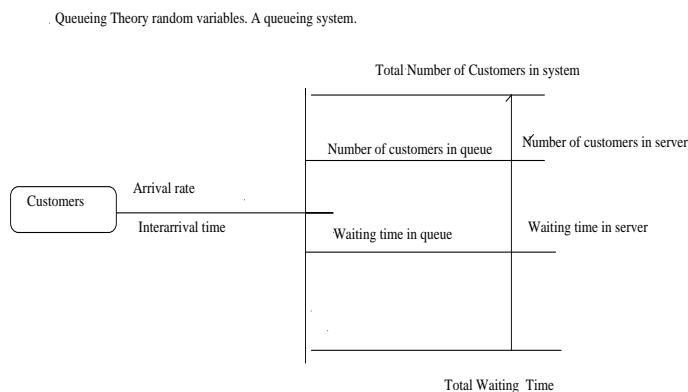 Queueing Theory random variables. A queueing system.
Total Number of Customers in system
Number of customers in queue
Number of customers in server
Customers
Arrival rate
Interarrival time
Waiting time in queue
Waiting time in server
Total Waiting Time